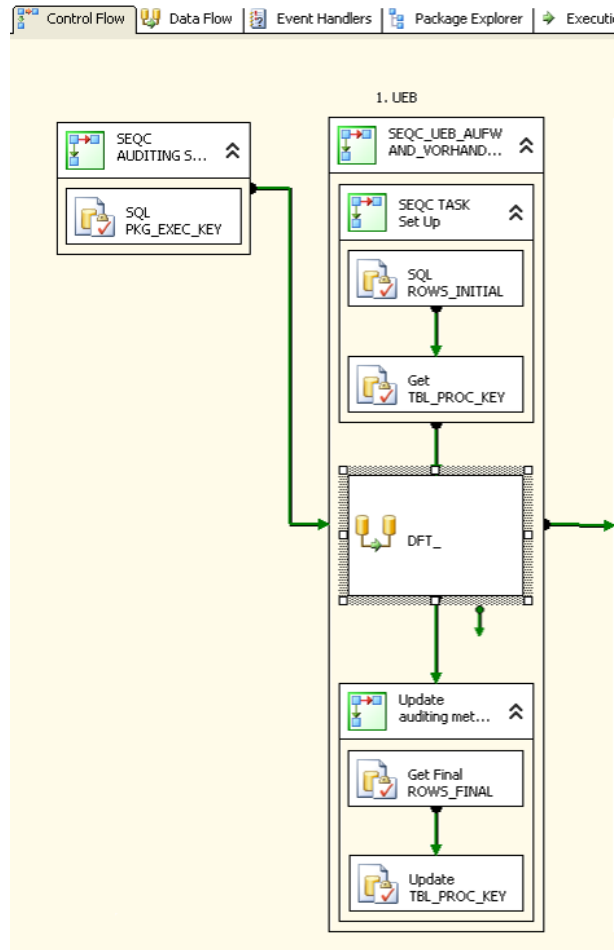 Control Flow
Data Flow
Event Handlers
Package Explorer
Executi
1. UEB
SEQC
AUDITING S...
SQL
PKG_EXEC_KEY
SEQC_UEB_AUFW
AND_VORHAND...
SEQC TASK
Set Up
SQL
ROWS_INITIAL
Get
TBL_PROC_KEY
DFT_
Update
auditing met...
Get Final
ROWS_FINAL
Update
TBL_PROC_KEY